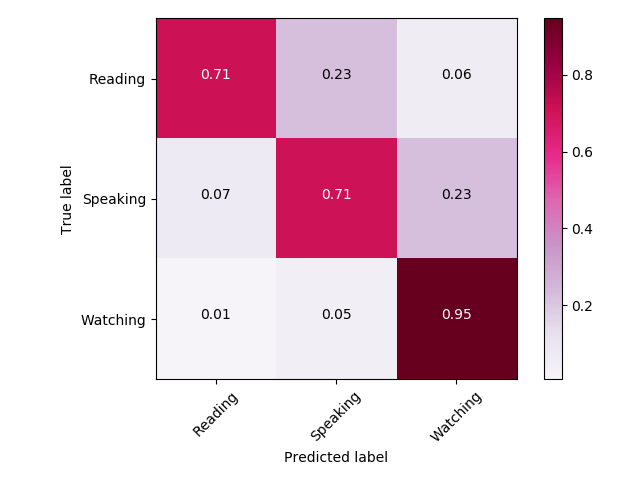 Reading 0.71 0.23 0.06
Speaking 0.07 0.71 0.23
Watching 0.01 0.05 0.95
Reading Speaking Watching
Predicted label
True label
0.8
0.6
0.4
0.2